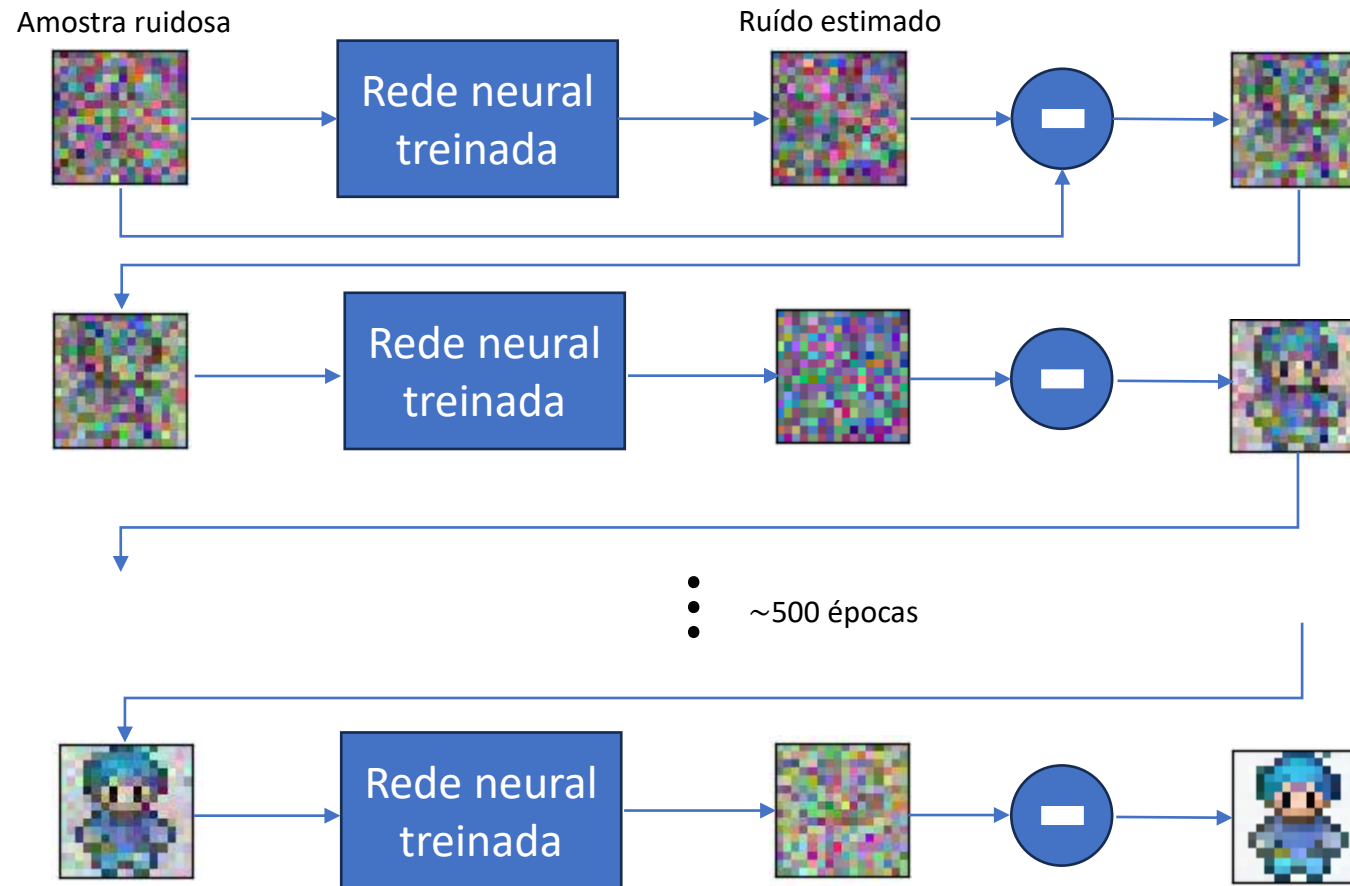 Amostra ruidosa
Ruído estimado
Rede neural
treinada
Rede neural
treinada
~500 épocas
Rede neural
treinada